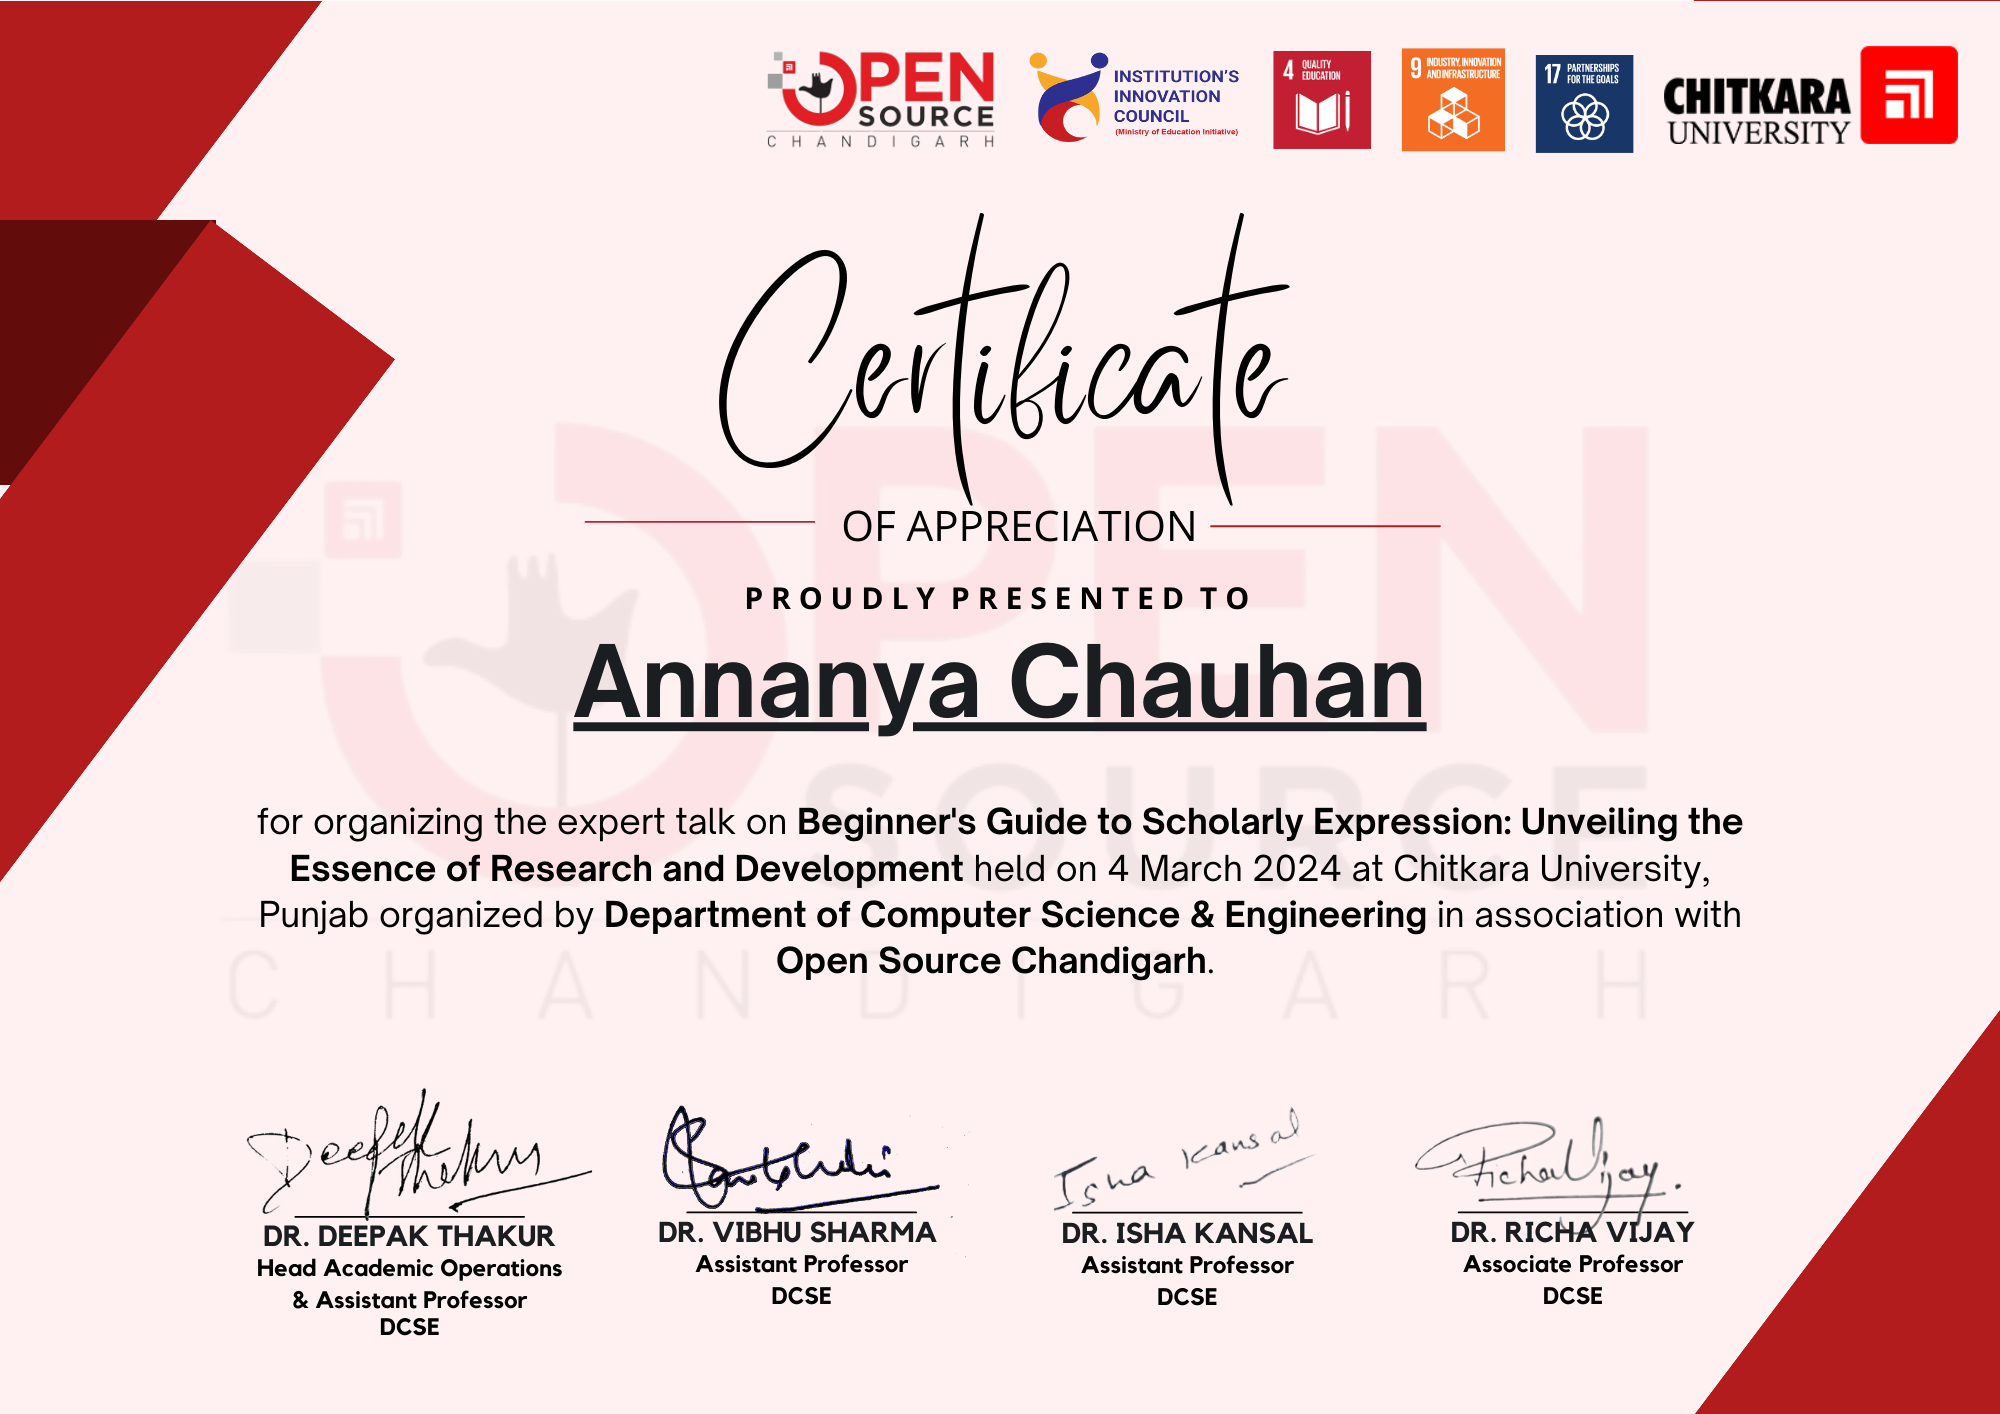 OPEN
SOURCE
CHANDIGARH
INSTITUTION'S
INNOVATION
COUNCIL
(Ministry of Education Initiative)
4 QUALITY
EDUCATION
9 INDUSTRY, INNOVATION
AND INFRASTRUCTURE
17 PARTNERSHIPS
FOR THE GOALS
CHITKARA
UNIVERSITY
Certificate
OF APPRECIATION
PROUDLY PRESENTED TO
Annanya Chauhan
for organizing the expert talk on Beginner's Guide to Scholarly Expression: Unveiling the
Essence of Research and Development held on 4 March 2024 at Chitkara University,
Punjab organized by Department of Computer Science & Engineering in association with
Open Source Chandigarh.
OPEN
SOURCE
CHANDIGARH
Deepak Thakur
Isha Kansal
Richa Vijay.
DR. DEEPAK THAKUR
Head Academic Operations
& Assistant Professor
DCSE
DR. VIBHU SHARMA
Assistant Professor
DCSE
DR. ISHA KANSAL
Assistant Professor
DCSE
DR. RICHA VIJAY
Associate Professor
DCSE